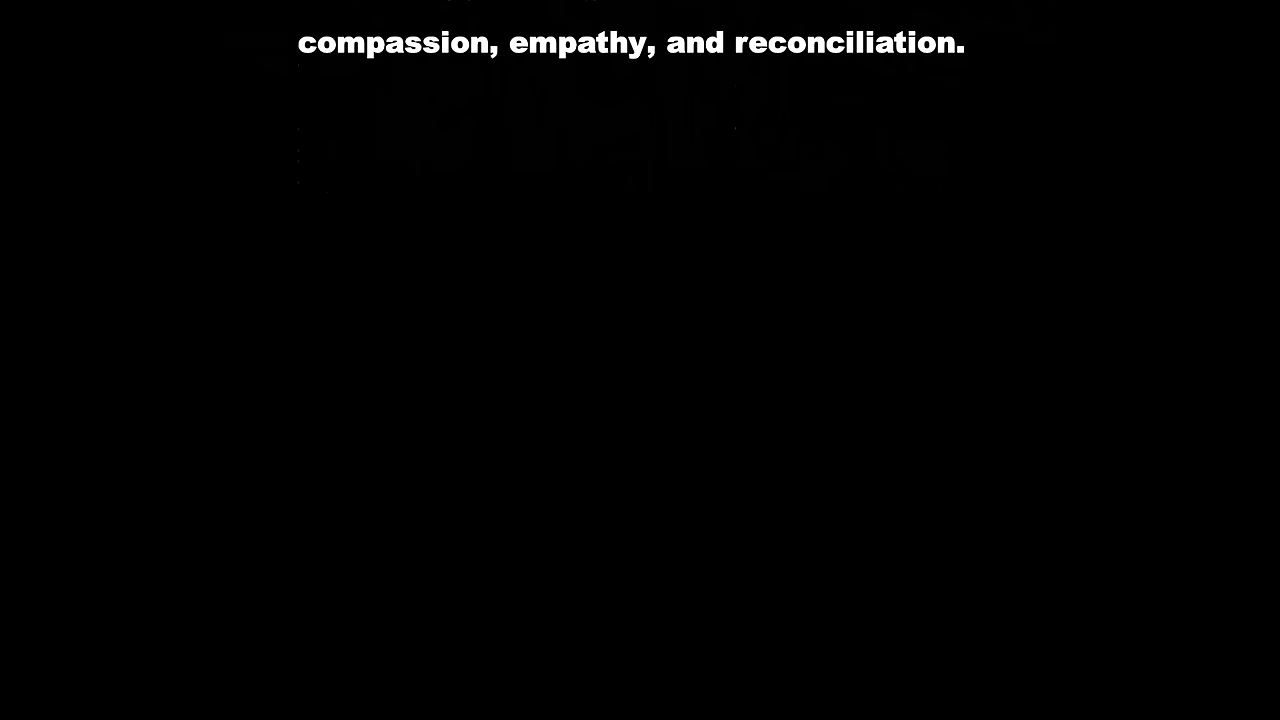 compassion, empathy, and reconciliation.